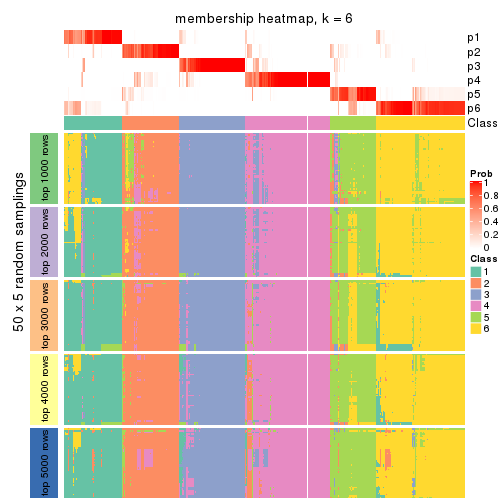 membership heatmap, k = 6
p1
p2
p3
p4
p5
p6
Class
50 x 5 random samplings
top 1000 rows
top 2000 rows
top 3000 rows
top 4000 rows
top 5000 rows
Prob
1
0.8
0.6
0.4
0.2
0
Class
1
2
3
4
5
6